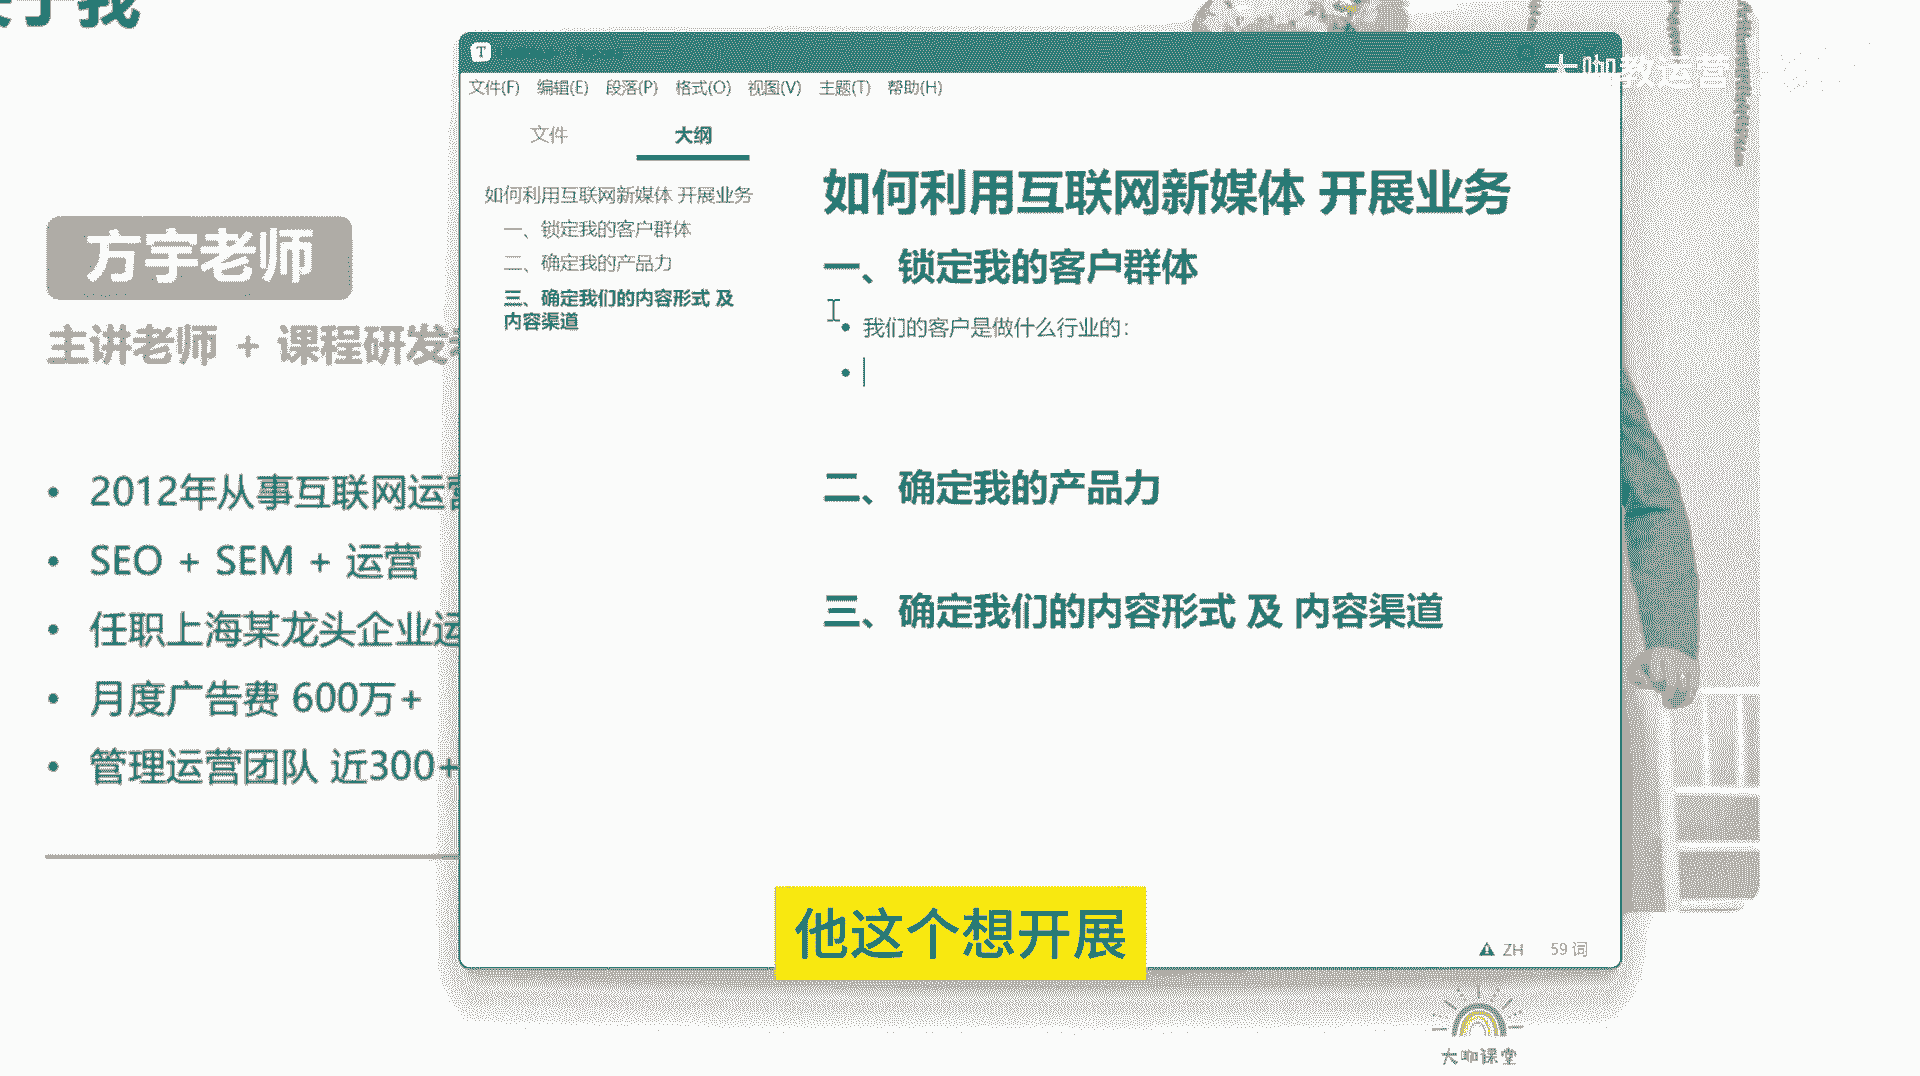 关于我
方宇老师
主讲老师 + 课程研发
2012年从事互联网运营
SEO + SEM + 运营
任职上海某龙头企业运
月度广告费 600万+
管理运营团队 近300+
T
文件(F) 编辑(E) 段落(P) 格式(O) 视图(V) 主题(T) 帮助(H)
文件 大纲
如何利用互联网新媒体 开展业务
一、锁定我的客户群体
二、确定我的产品力
三、确定我们的内容形式 及
内容渠道
如何利用互联网新媒体 开展业务
一、锁定我的客户群体
我们的客户是做什么行业的：
二、确定我的产品力
三、确定我们的内容形式 及 内容渠道
ZH 59 词
大咖教运营
他这个想开展
大咖课堂